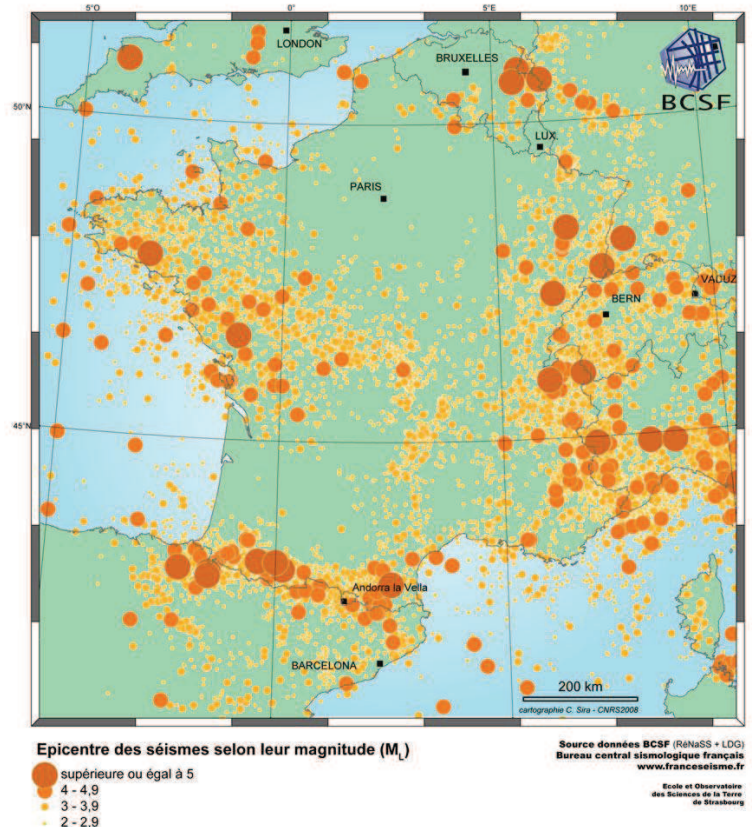 5°O 0° 5°E 10°E
LONDON
BRUXELLES
BCSF
50°N
LUX.
PARIS
VADUZ
BERN
45°N
Andorra la Vella
BARCELONA
200 km
cartographie C. Sira - CNRS2008
Epicentre des séismes selon leur magnitude (M_L)
supérieure ou égal à 5
4 - 4,9
3 - 3,9
2 - 2,9
Source données BCSF (RéNaSS + LDG)
Bureau central sismologique français
www.franceseisme.fr
Ecole et Observatoire
des Sciences de la Terre
de Strasbourg